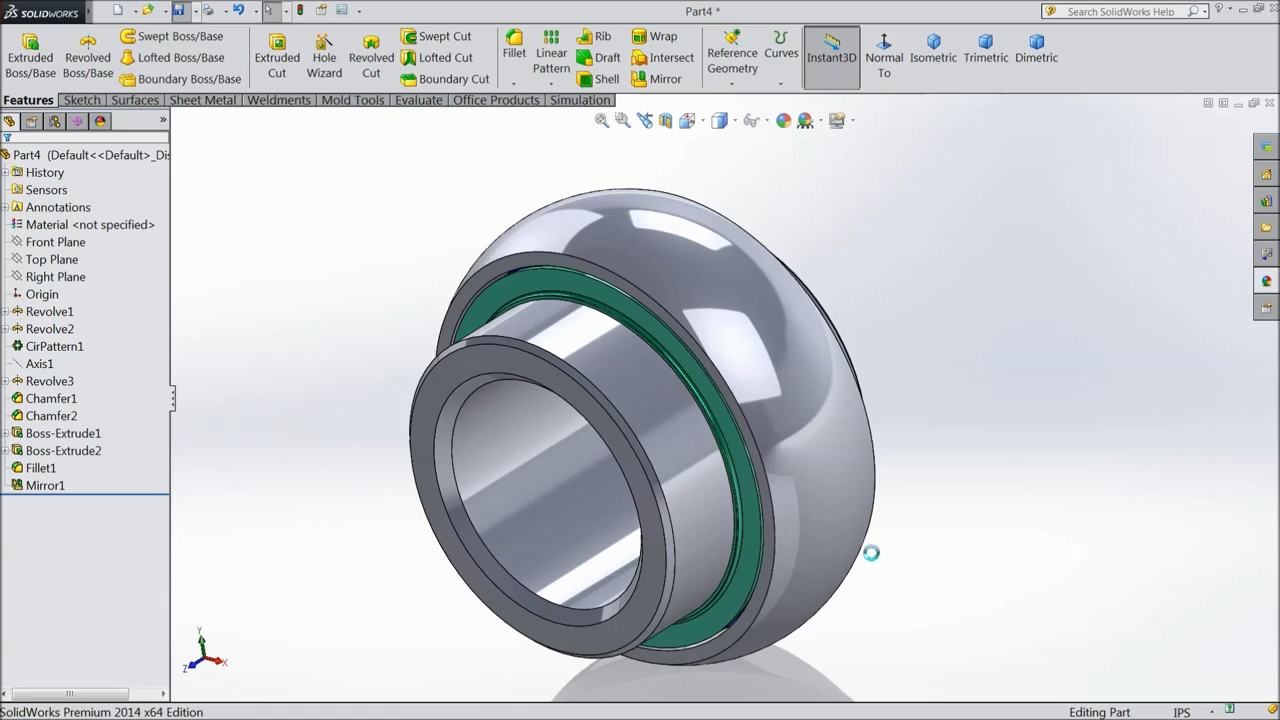 SOLIDWORKS
Part4 *
Search SolidWorks Help
Extruded Boss/Base
Revolved Boss/Base
Swept Boss/Base
Lofted Boss/Base
Boundary Boss/Base
Extruded Cut
Hole Wizard
Revolved Cut
Swept Cut
Lofted Cut
Boundary Cut
Fillet
Linear Pattern
Rib
Draft
Shell
Wrap
Intersect
Mirror
Reference Geometry
Curves
Instant3D
Normal To
Isometric
Trimetric
Dimetric
Features Sketch Surfaces Sheet Metal Weldments Mold Tools Evaluate Office Products Simulation
Part4 (Default<<Default>_Dis
History
Sensors
Annotations
Material <not specified>
Front Plane
Top Plane
Right Plane
Origin
Revolve1
Revolve2
CirPattern1
Axis1
Revolve3
Chamfer1
Chamfer2
Boss-Extrude1
Boss-Extrude2
Fillet1
Mirror1
Y
Z
X
SolidWorks Premium 2014 x64 Edition
Editing Part
IPS